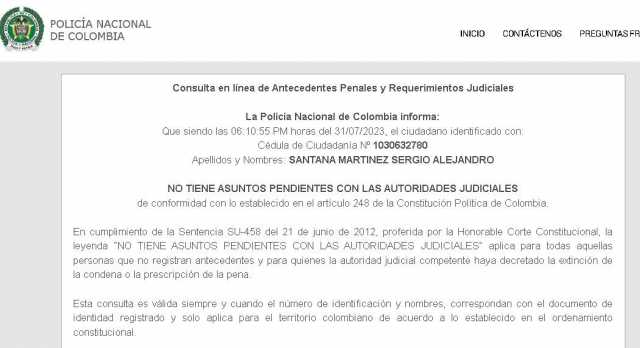 POLICÍA NACIONAL
DE COLOMBIA
INICIO CONTÁCTENOS PREGUNTAS FR
Consulta en línea de Antecedentes Penales y Requerimientos Judiciales
La Policía Nacional de Colombia informa:
Que siendo las 06:10:55 PM horas del 31/07/2023, el ciudadano identificado con:
Cédula de Ciudadanía Nº 1030632780
Apellidos y Nombres: SANTANA MARTINEZ SERGIO ALEJANDRO
NO TIENE ASUNTOS PENDIENTES CON LAS AUTORIDADES JUDICIALES
de conformidad con lo establecido en el artículo 248 de la Constitución Política de Colombia.
En cumplimiento de la Sentencia SU-458 del 21 de junio de 2012, proferida por la Honorable Corte Constitucional, la
leyenda "NO TIENE ASUNTOS PENDIENTES CON LAS AUTORIDADES JUDICIALES" aplica para todas aquellas
personas que no registran antecedentes y para quienes la autoridad judicial competente haya decretado la extinción de
la condena o la prescripción de la pena.
Esta consulta es válida siempre y cuando el número de identificación y nombres, correspondan con el documento de
identidad registrado y solo aplica para el territorio colombiano de acuerdo a lo establecido en el ordenamiento
constitucional.